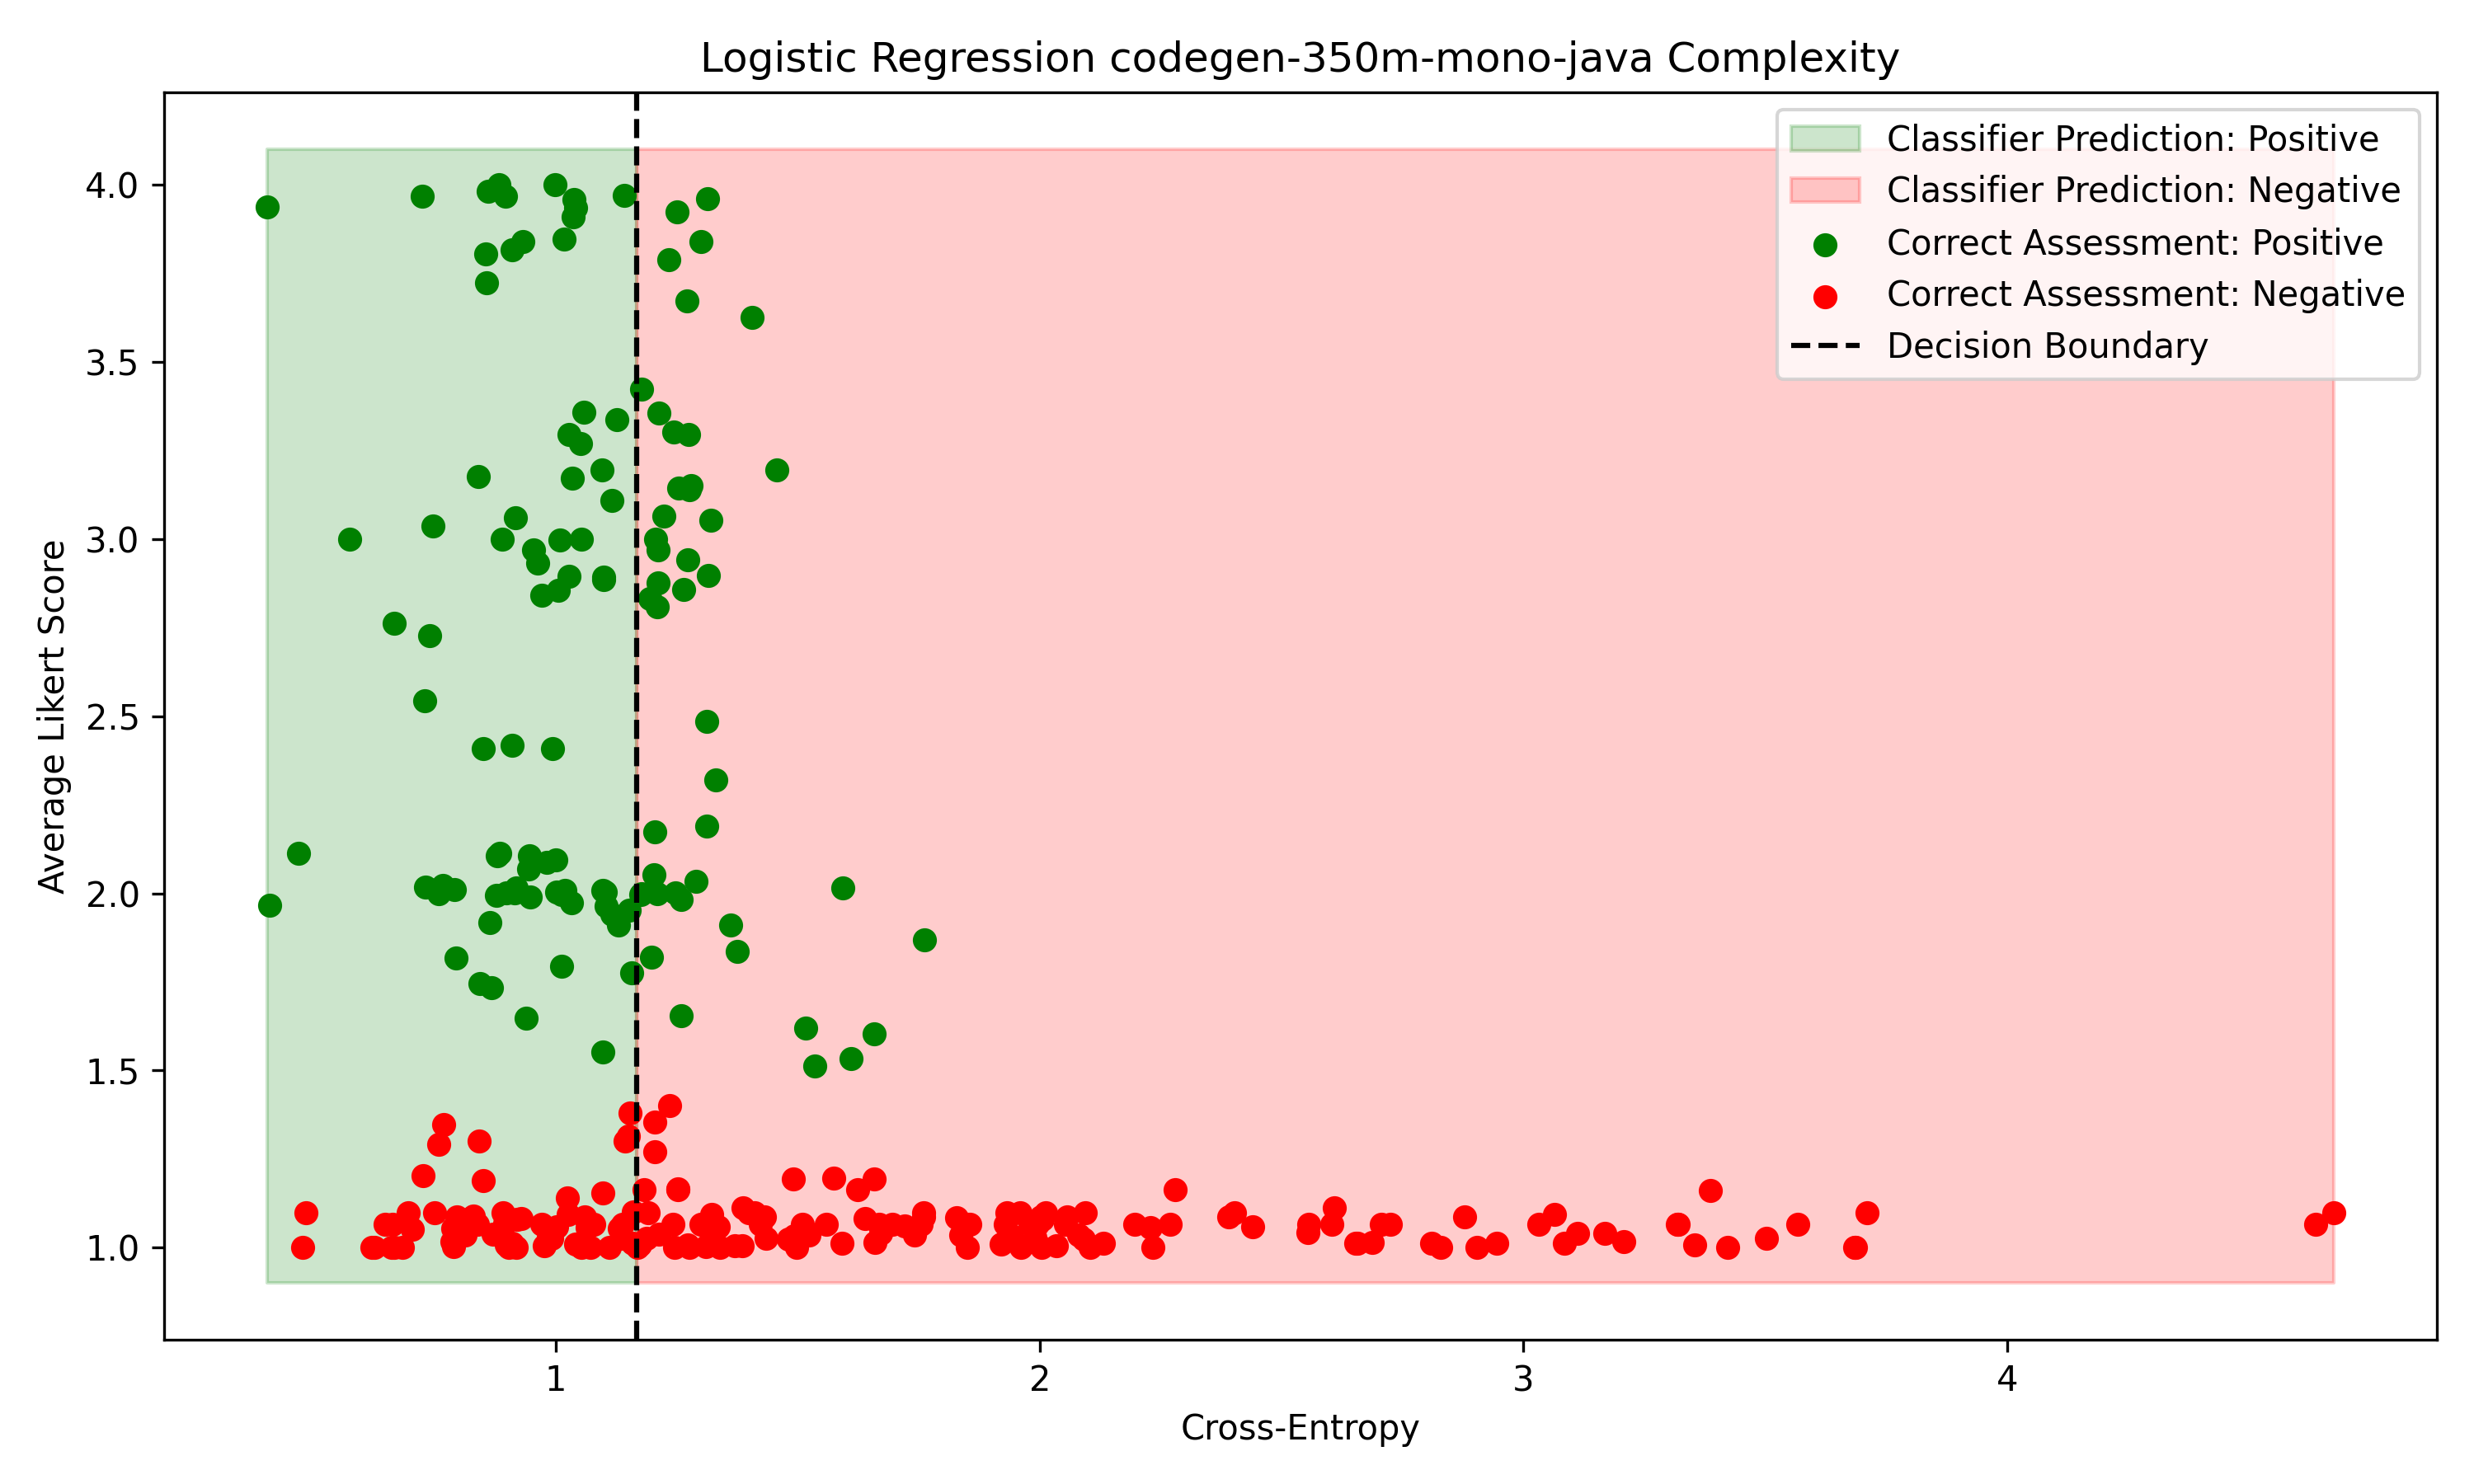 Logistic Regression codegen-350m-mono-java Complexity
Classifier Prediction: Positive
Classifier Prediction: Negative
Correct Assessment: Positive
Correct Assessment: Negative
Decision Boundary
Average Likert Score
4.0
3.5
3.0
2.5
2.0
1.5
1.0
1 2 3 4
Cross-Entropy